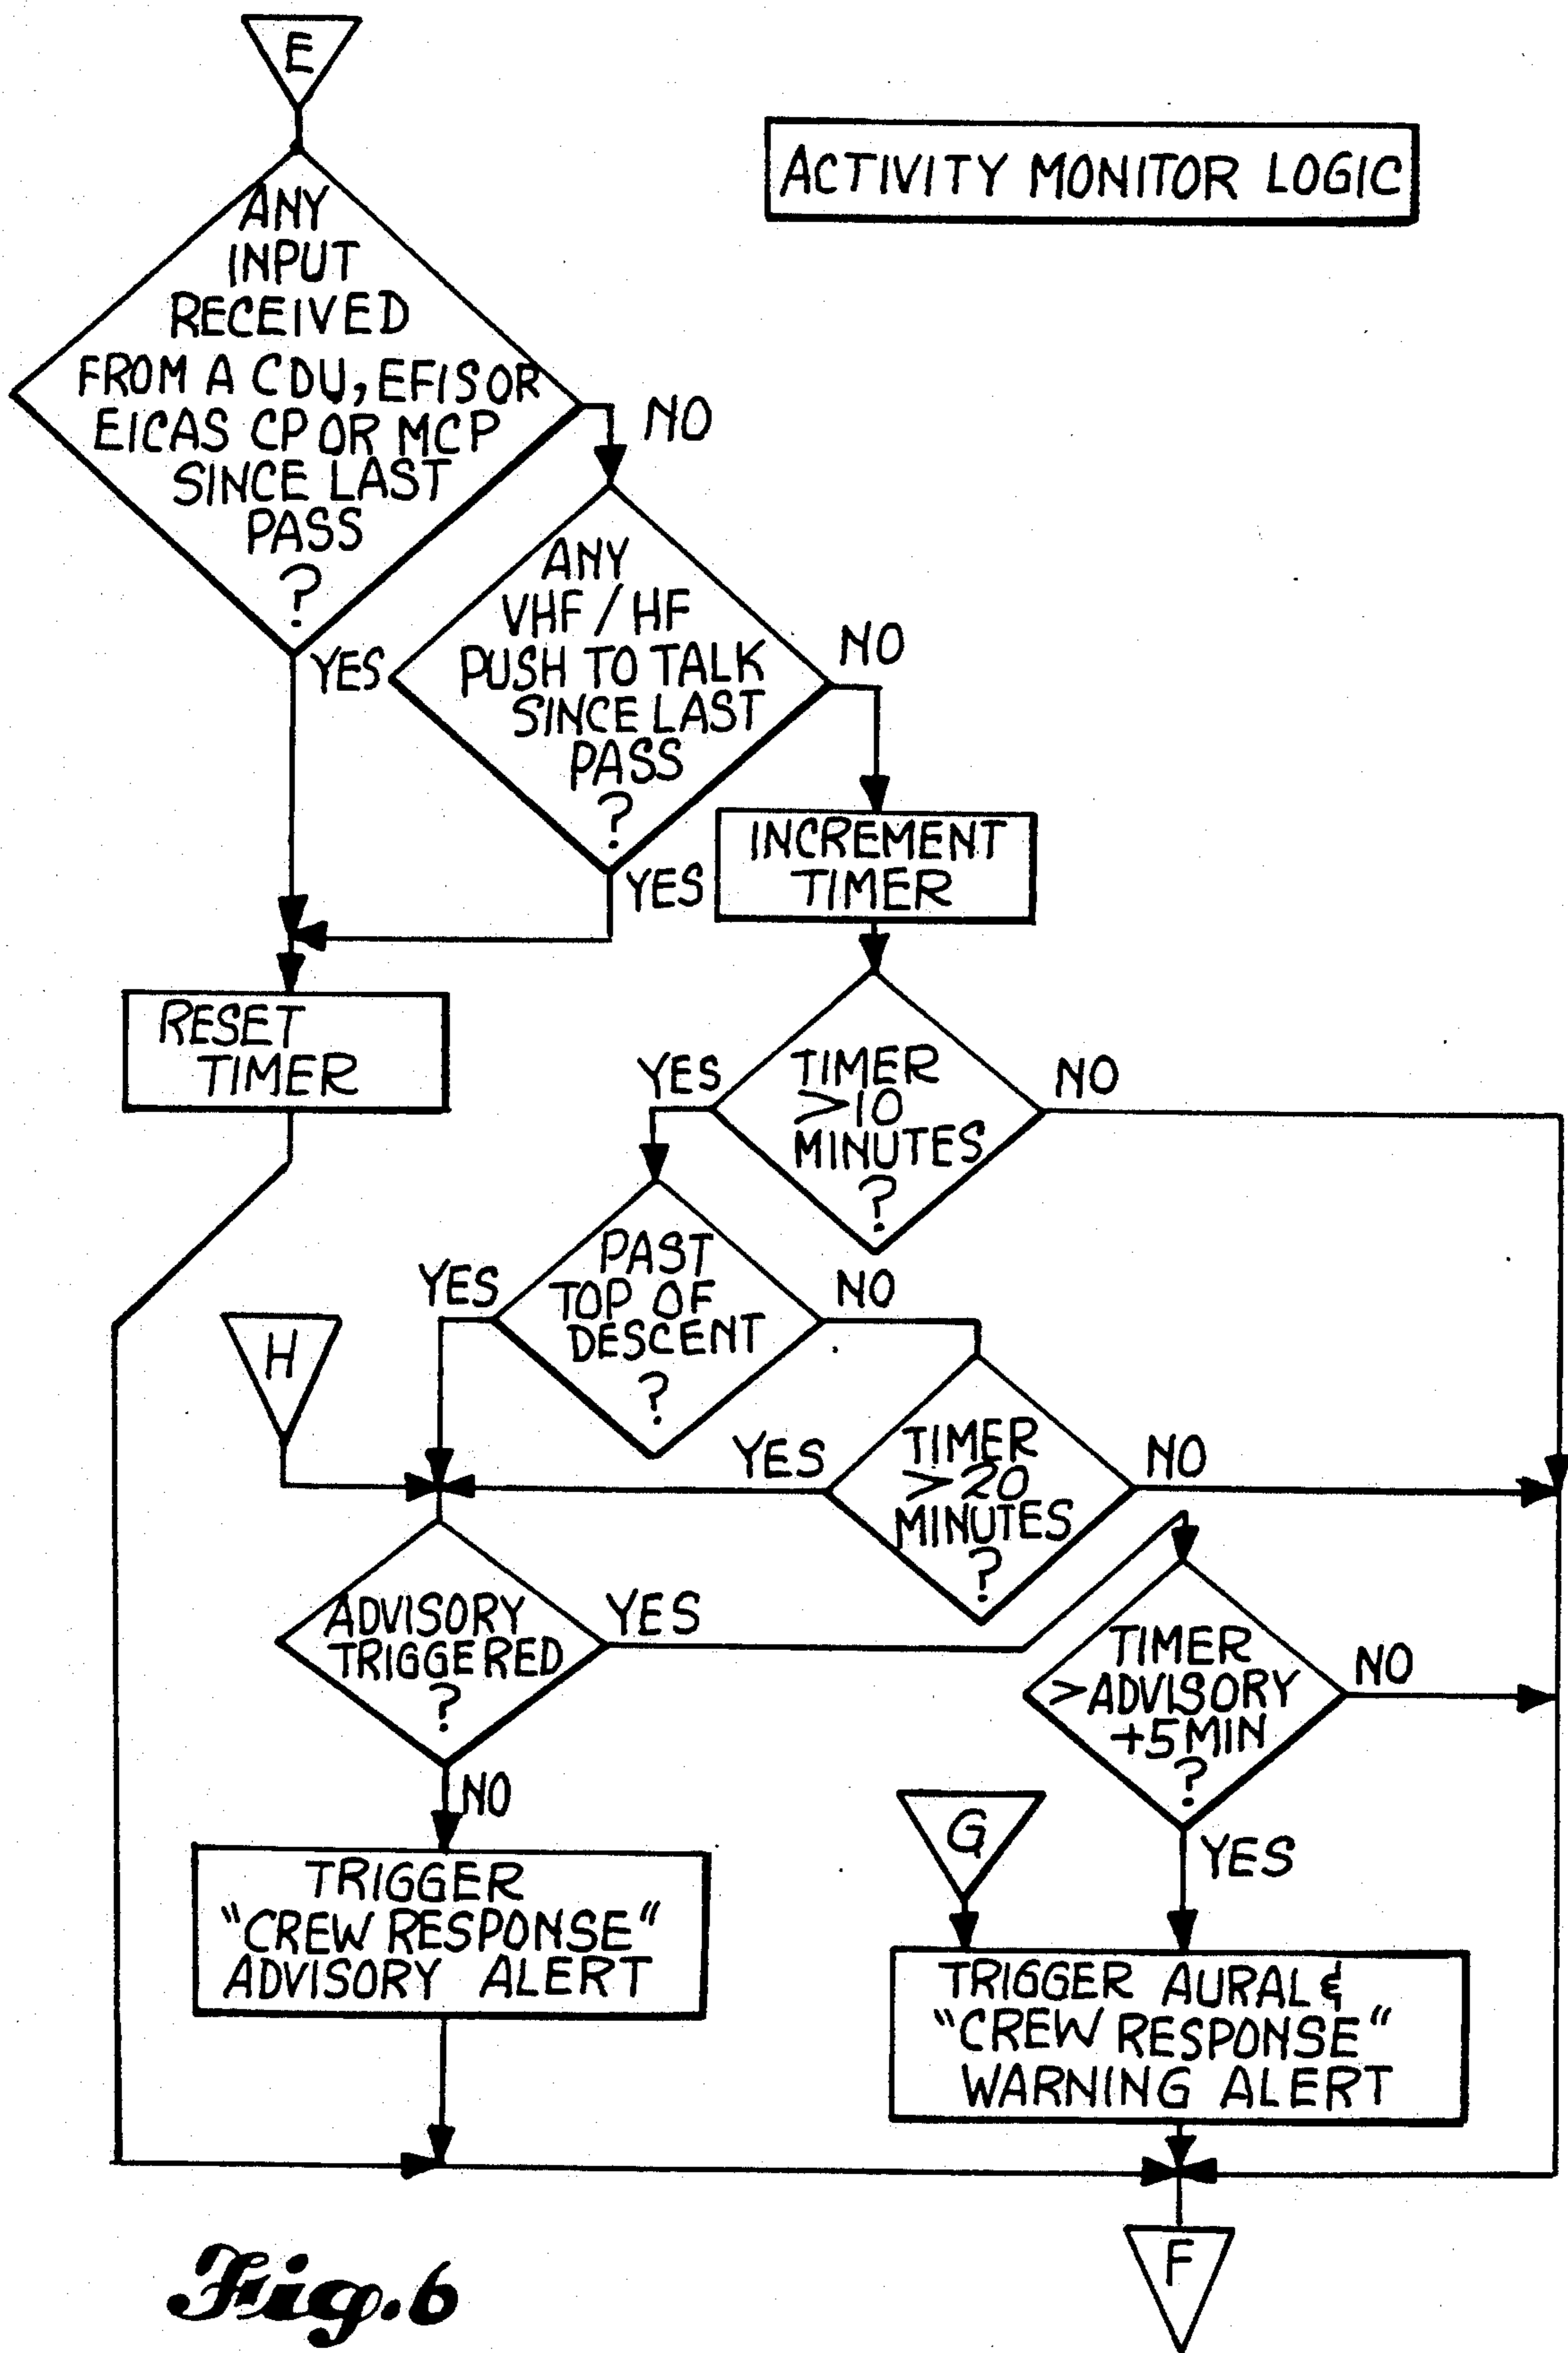 E
ACTIVITY MONITOR LOGIC
ANY
INPUT
RECEIVED
FROM A CDU, EFIS OR
EICAS CP OR MCP
SINCE LAST
PASS
?
NO
YES
ANY
VHF / HF
PUSH TO TALK
SINCE LAST
PASS
?
NO
YES
INCREMENT
TIMER
RESET
TIMER
YES
TIMER
>10
MINUTES
?
NO
YES
PAST
TOP OF
DESCENT
?
NO
H
YES
TIMER
>20
MINUTES
?
NO
ADVISORY
TRIGGERED
?
YES
NO
TIMER
>ADVISORY
+5 MIN
?
NO
YES
G
TRIGGER
"CREW RESPONSE"
ADVISORY ALERT
TRIGGER AURAL &
"CREW RESPONSE"
WARNING ALERT
F
Fig. 6